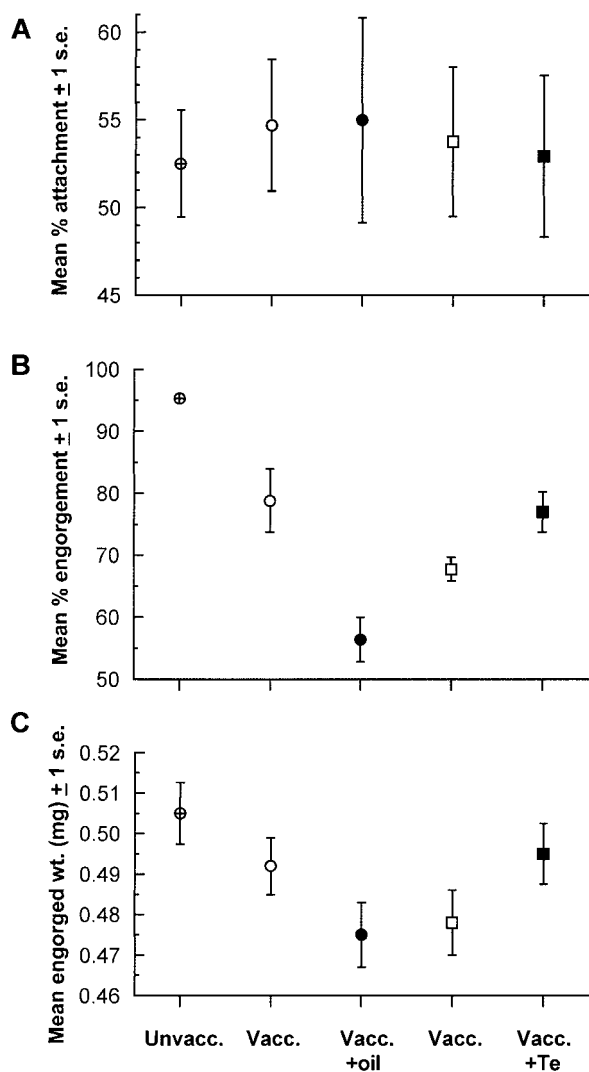 A
Mean % attachment ± 1 s.e.
60
55
50
45
B
Mean % engorgement ± 1 s.e.
100
90
80
70
60
50
C
Mean engorged wt. (mg) ± 1 s.e.
0.52
0.51
0.50
0.49
0.48
0.47
0.46
Unvacc. Vacc. Vacc. Vacc. Vacc.
+oil +Te